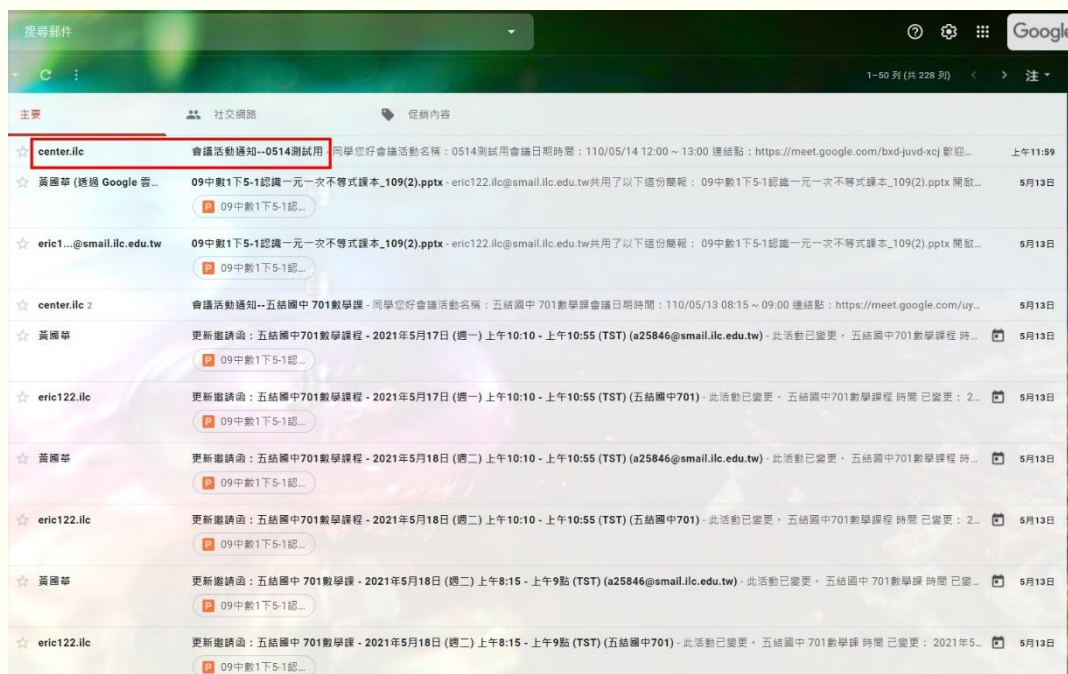 搜尋郵件
Google
1-50 列 (共 228 列)
注
主要
社交網路
促銷內容
center.ilc 會議活動通知--0514測試用 - 同學您好會議活動名稱：0514測試用會議日期時間：110/05/14 12:00 ~ 13:00 連結點：https://meet.google.com/bxd-juvd-xcj 歡迎... 上午11:59
黃國華 (透過 Google 雲... 09中數1下5-1認識一元一次不等式課本_109(2).pptx - eric122.ilc@smail.ilc.edu.tw共用了以下這份簡報： 09中數1下5-1認識一元一次不等式課本_109(2).pptx 開啟... 5月13日
09中數1下5-1認...
eric1...@smail.ilc.edu.tw 09中數1下5-1認識一元一次不等式課本_109(2).pptx - eric122.ilc@smail.ilc.edu.tw共用了以下這份簡報： 09中數1下5-1認識一元一次不等式課本_109(2).pptx 開啟... 5月13日
09中數1下5-1認...
center.ilc 2 會議活動通知--五結國中 701數學課 - 同學您好會議活動名稱：五結國中 701數學課會議日期時間：110/05/13 08:15 ~ 09:00 連結點：https://meet.google.com/uy... 5月13日
黃國華 更新邀請函：五結國中701數學課程 - 2021年5月17日 (週一) 上午10:10 - 上午10:55 (TST) (a25846@smail.ilc.edu.tw) - 此活動已變更。 五結國中701數學課程 時... 5月13日
09中數1下5-1認...
eric122.ilc 更新邀請函：五結國中701數學課程 - 2021年5月17日 (週一) 上午10:10 - 上午10:55 (TST) (五結國中701) - 此活動已變更。 五結國中701數學課程 時間 已變更： 2... 5月13日
09中數1下5-1認...
黃國華 更新邀請函：五結國中701數學課程 - 2021年5月18日 (週二) 上午10:10 - 上午10:55 (TST) (a25846@smail.ilc.edu.tw) - 此活動已變更。 五結國中701數學課程 時... 5月13日
09中數1下5-1認...
eric122.ilc 更新邀請函：五結國中701數學課程 - 2021年5月18日 (週二) 上午10:10 - 上午10:55 (TST) (五結國中701) - 此活動已變更。 五結國中701數學課程 時間 已變更： 2... 5月13日
09中數1下5-1認...
黃國華 更新邀請函：五結國中 701數學課 - 2021年5月18日 (週二) 上午8:15 - 上午9點 (TST) (a25846@smail.ilc.edu.tw) - 此活動已變更。 五結國中 701數學課 時間 已變... 5月13日
09中數1下5-1認...
eric122.ilc 更新邀請函：五結國中 701數學課 - 2021年5月18日 (週二) 上午8:15 - 上午9點 (TST) (五結國中701) - 此活動已變更。 五結國中 701數學課 時間 已變更： 2021年5... 5月13日
09中數1下5-1認...